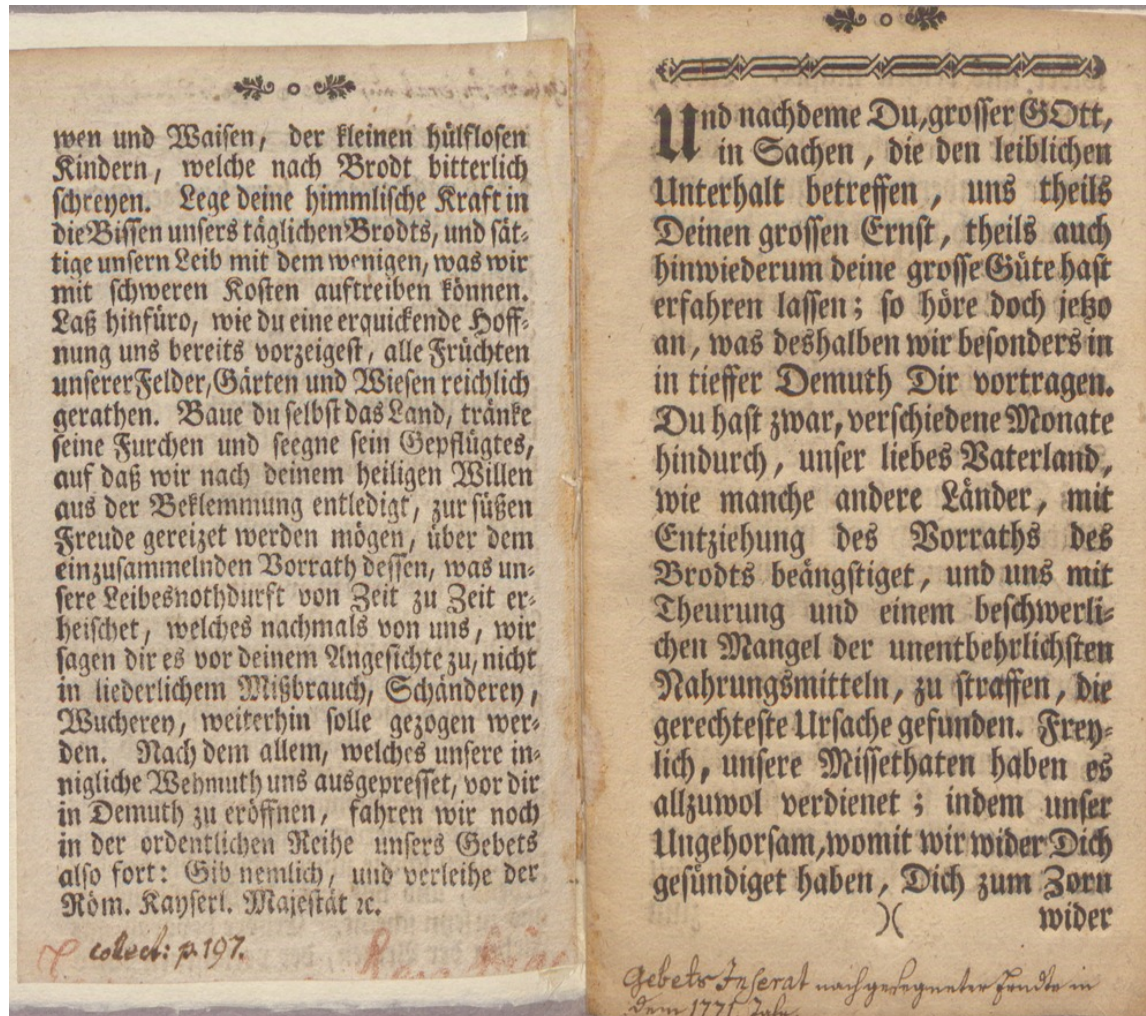 wen und Waisen, der kleinen hülflosen
Kindern, welche nach Brodt bitterlich
schreyen. Lege deine himmlische Kraft in
die Bissen unsers täglichen Brodts, und sät-
tige unsern Leib mit dem wenigen, was wir
mit schweren Kosten auftreiben können.
Laß hinfüro, wie du eine erquickende Hoff-
nung uns bereits vorzeigest, alle Früchten
unserer Felder, Gärten und Wiesen reichlich
gerathen. Baue du selbst das Land, tränke
seine Furchen und seegne sein Gepflügtes,
auf daß wir nach deinem heiligen Willen
aus der Beklemmung entledigt, zur süßen
Freude gereizet werden mögen, über dem
einzusammelnden Vorrath dessen, was un-
sere Leibesnothdurft von Zeit zu Zeit er-
heischet, welches nachmals von uns, wir
sagen dir es vor deinem Angesichte zu, nicht
in liederlichem Mißbrauch, Schänderey,
Wucherey, weiterhin solle gezogen wer-
den. Nach dem allem, welches unsere in-
nigliche Wehmuth uns ausgepresset, vor dir
in Demuth zu eröffnen, fahren wir noch
in der ordentlichen Reihe unsers Gebets
also fort: Gib nemlich, und verleihe der
Röm. Kayserl. Majestät ꝛc.
collect: p. 197.
Und nachdeme Du, grosser GOtt,
in Sachen, die den leiblichen
Unterhalt betreffen, uns theils
Deinen grossen Ernst, theils auch
hinwiederum deine grosse Güte hast
erfahren lassen; so höre doch jetzo
an, was deshalben wir besonders in
in tieffer Demuth Dir vortragen.
Du hast zwar, verschiedene Monate
hindurch, unser liebes Vaterland,
wie manche andere Länder, mit
Entziehung des Vorraths des
Brodts beängstiget, und uns mit
Theurung und einem beschwerli-
chen Mangel der unentbehrlichsten
Nahrungsmitteln, zu straffen, die
gerechteste Ursache gefunden. Frey-
lich, unsere Missethaten haben es
allzuwol verdienet; indem unser
Ungehorsam, womit wir wider Dich
gesündiget haben, Dich zum Zorn
)( wider
Gebets Inserat nach gesegneter Erndte in
dem 1771. Jahr